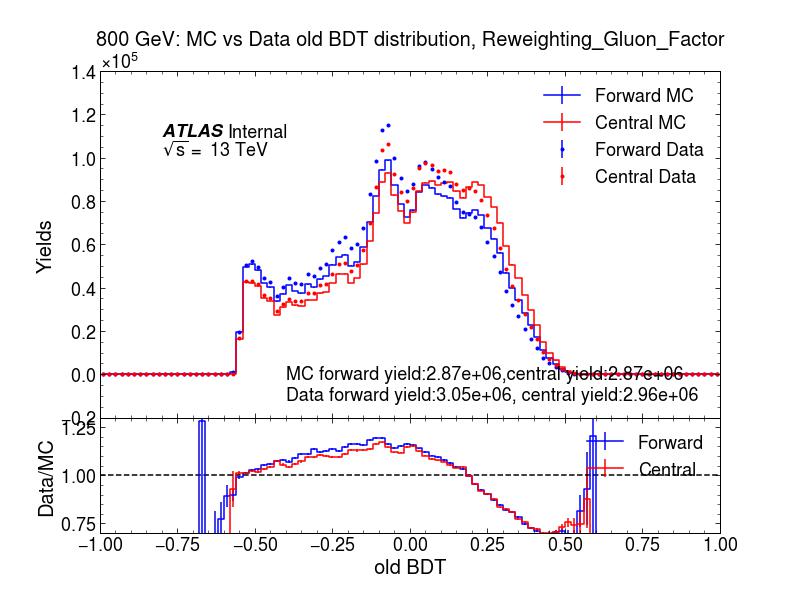 800 GeV: MC vs Data old BDT distribution, Reweighting_Gluon_Factor
×10⁵
1.4
1.2
1.0
0.8
0.6
0.4
0.2
0.0
0.2
Yields
ATLAS Internal
√s = 13 TeV
Forward MC
Central MC
Forward Data
Central Data
MC forward yield:2.87e+06,central yield:2.87e+06
Data forward yield:3.05e+06, central yield:2.96e+06
1.25
1.00
0.75
Data/MC
Forward
Central
−1.00 −0.75 −0.50 −0.25 0.00 0.25 0.50 0.75 1.00
old BDT